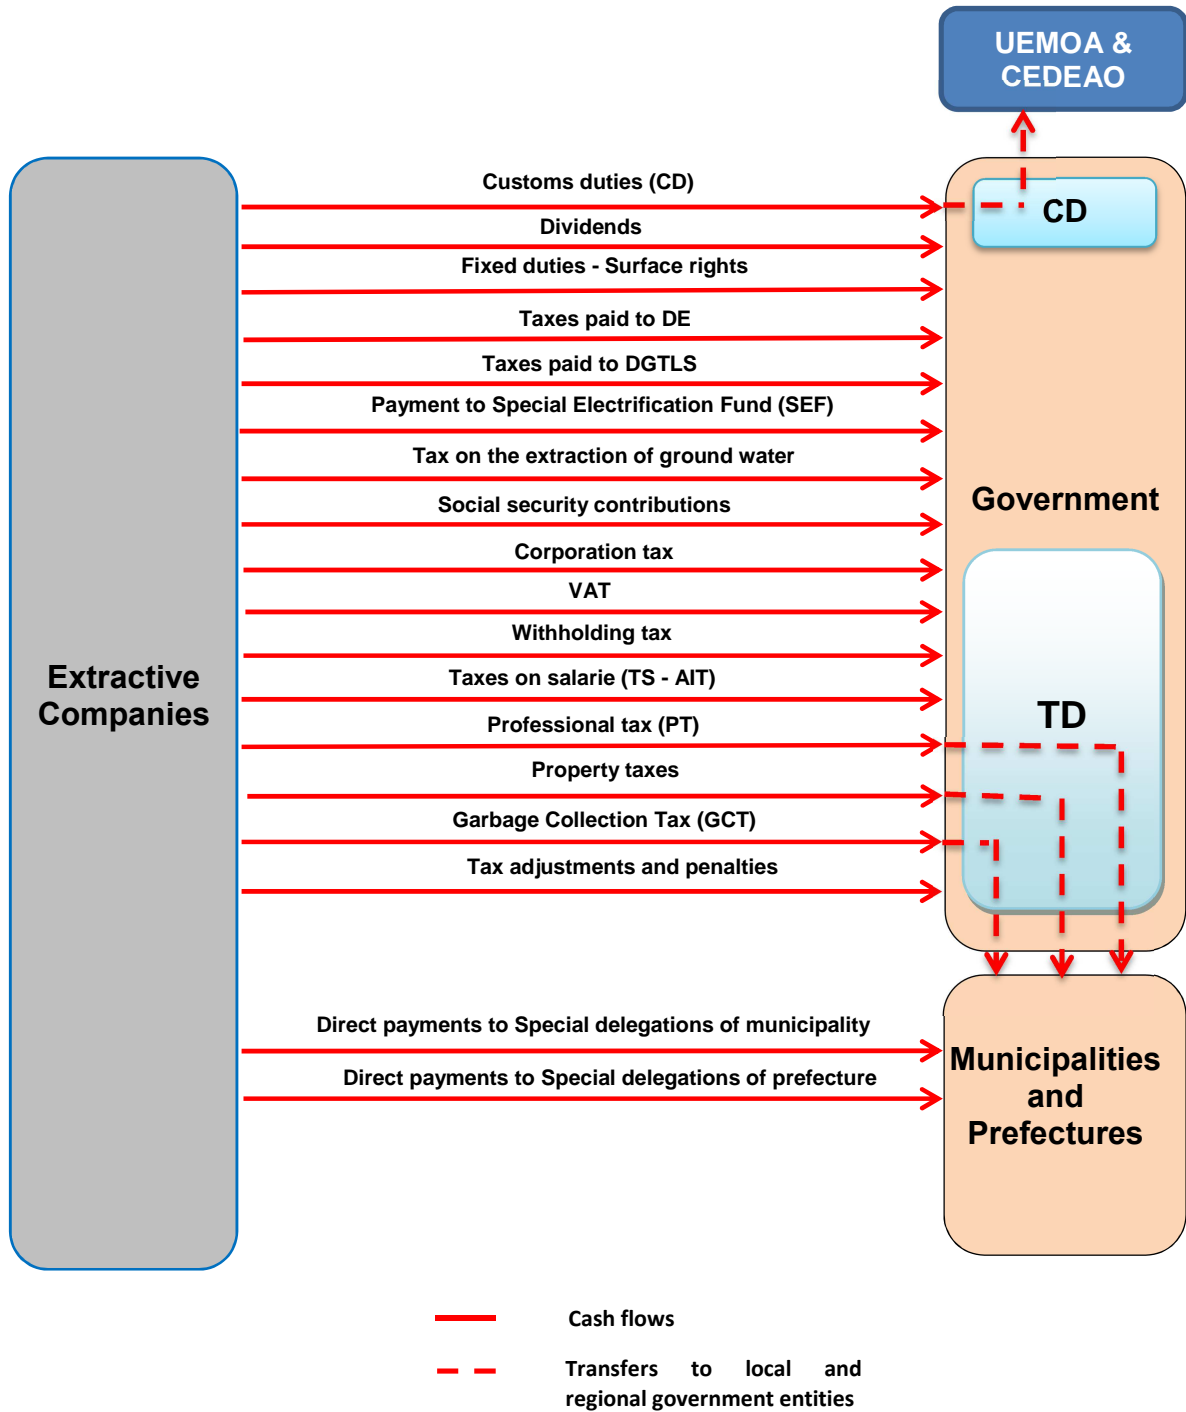 UEMOA &
CEDEAO
Customs duties (CD)
CD
Dividends
Fixed duties - Surface rights
Taxes paid to DE
Taxes paid to DGTLS
Payment to Special Electrification Fund (SEF)
Tax on the extraction of ground water
Government
Social security contributions
Corporation tax
VAT
Withholding tax
Extractive
Companies
Taxes on salarie (TS - AIT)
TD
Professional tax (PT)
Property taxes
Garbage Collection Tax (GCT)
Tax adjustments and penalties
Direct payments to Special delegations of municipality
Direct payments to Special delegations of prefecture
Municipalities
and
Prefectures
Cash flows
Transfers to local and
regional government entities